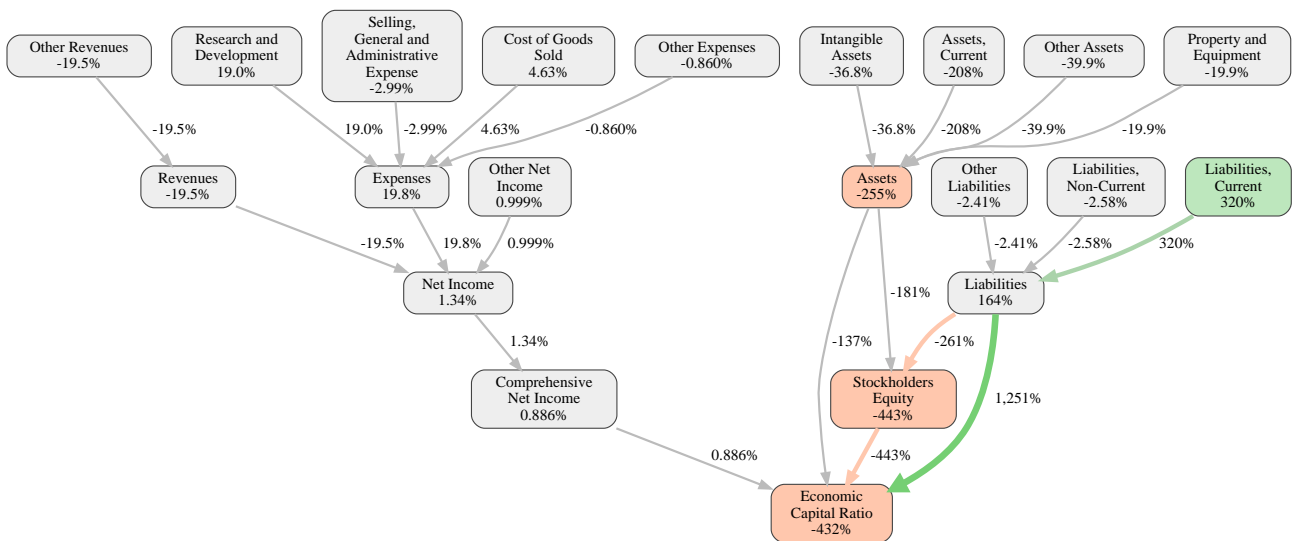 Other Revenues
-19.5%
Research and
Development
19.0%
Selling,
General and
Administrative
Expense
-2.99%
Cost of Goods
Sold
4.63%
Other Expenses
-0.860%
Intangible
Assets
-36.8%
Assets,
Current
-208%
Other Assets
-39.9%
Property and
Equipment
-19.9%
-19.5%
19.0%
-2.99%
4.63%
-0.860%
-36.8%
-208%
-39.9%
-19.9%
Revenues
-19.5%
Expenses
19.8%
Other Net
Income
0.999%
Assets
-255%
Other
Liabilities
-2.41%
Liabilities,
Non-Current
-2.58%
Liabilities,
Current
320%
-19.5%
19.8%
0.999%
-2.41%
-2.58%
320%
Net Income
1.34%
Liabilities
164%
-181%
1.34%
-137%
-261%
Comprehensive
Net Income
0.886%
Stockholders
Equity
-443%
1,251%
0.886%
-443%
Economic
Capital Ratio
-432%